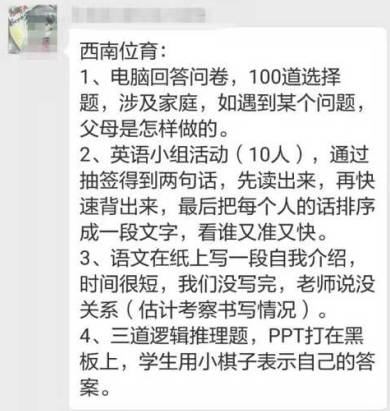 西南位育：
1、电脑回答问卷，100道选择
题，涉及家庭，如遇到某个问题，
父母是怎样做的。
2、英语小组活动（10人），通过
抽签得到两句话，先读出来，再快
速背出来，最后把每个人的话排序
成一段文字，看谁又准又快。
3、语文在纸上写一段自我介绍，
时间很短，我们没写完，老师说没
关系（估计考察书写情况）。
4、三道逻辑推理题，PPT打在黑
板上，学生用小棋子表示自己的答
案。